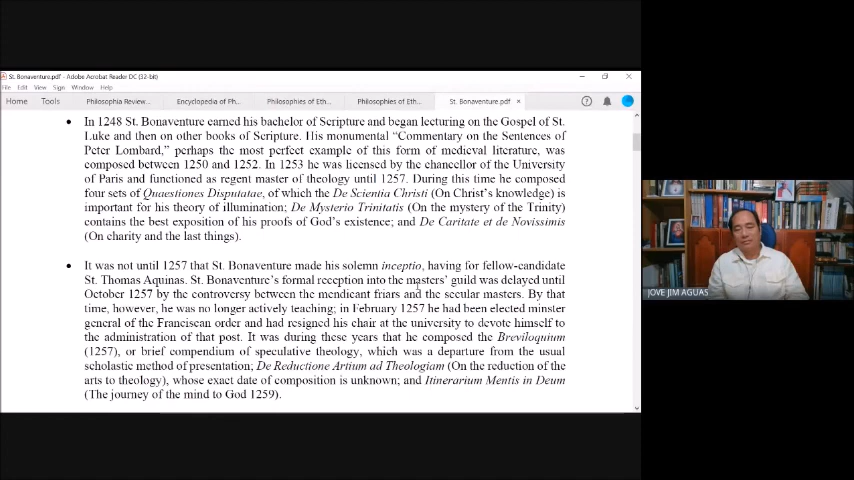 St. Bonaventure.pdf - Adobe Acrobat Reader DC (32-bit)
File Edit View Sign Window Help
Home Tools Philosophia Review... Encyclopedia of Ph... Philosophies of Eth... Philosophies of Eth... St. Bonaventure.pdf ×
• In 1248 St. Bonaventure earned his bachelor of Scripture and began lecturing on the Gospel of St.
Luke and then on other books of Scripture. His monumental “Commentary on the Sentences of
Peter Lombard,” perhaps the most perfect example of this form of medieval literature, was
composed between 1250 and 1252. In 1253 he was licensed by the chancellor of the University
of Paris and functioned as regent master of theology until 1257. During this time he composed
four sets of Quaestiones Disputatae, of which the De Scientia Christi (On Christ’s knowledge) is
important for his theory of illumination; De Mysterio Trinitatis (On the mystery of the Trinity)
contains the best exposition of his proofs of God’s existence; and De Caritate et de Novissimis
(On charity and the last things).
• It was not until 1257 that St. Bonaventure made his solemn inceptio, having for fellow-candidate
St. Thomas Aquinas. St. Bonaventure’s formal reception into the masters’ guild was delayed until
October 1257 by the controversy between the mendicant friars and the secular masters. By that
time, however, he was no longer actively teaching; in February 1257 he had been elected minster
general of the Franciscan order and had resigned his chair at the university to devote himself to
the administration of that post. It was during these years that he composed the Breviloquium
(1257), or brief compendium of speculative theology, which was a departure from the usual
scholastic method of presentation; De Reductione Artium ad Theologiam (On the reduction of the
arts to theology), whose exact date of composition is unknown; and Itinerarium Mentis in Deum
(The journey of the mind to God 1259).
JOVE JIM AGUAS